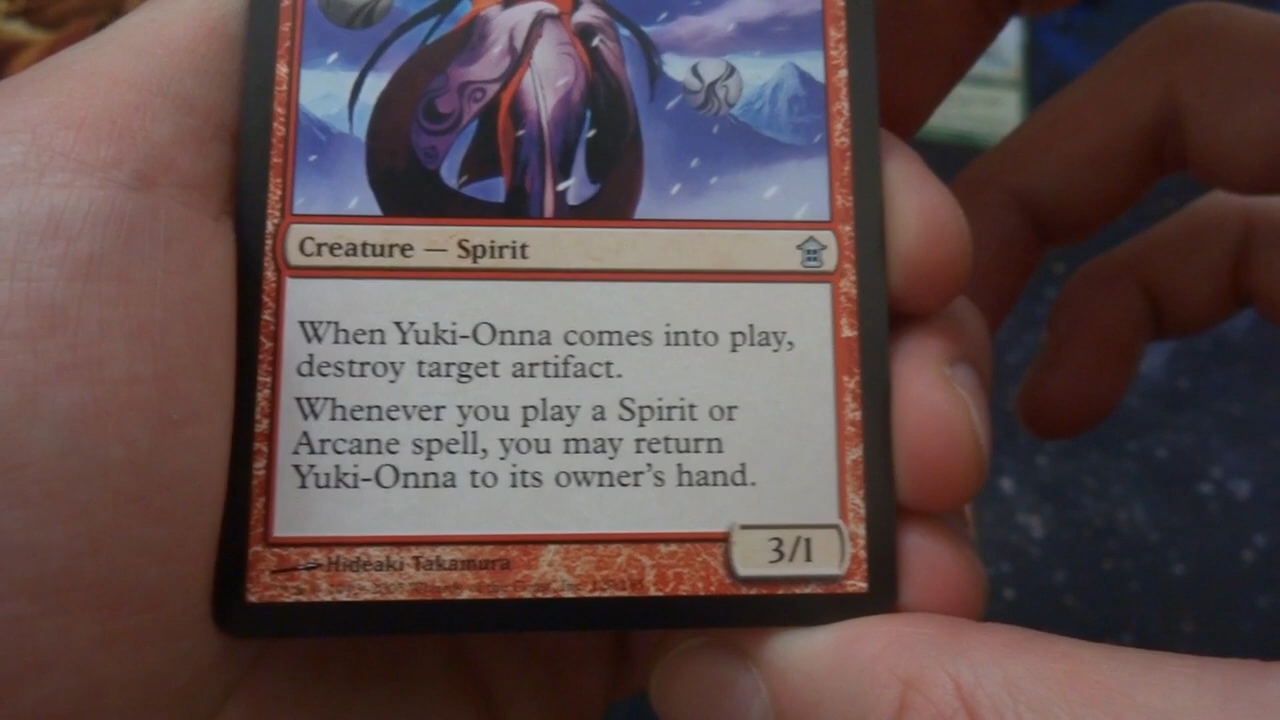 Creature — Spirit
When Yuki-Onna comes into play,
destroy target artifact.
Whenever you play a Spirit or
Arcane spell, you may return
Yuki-Onna to its owner's hand.
3/1
Hideaki Takamura